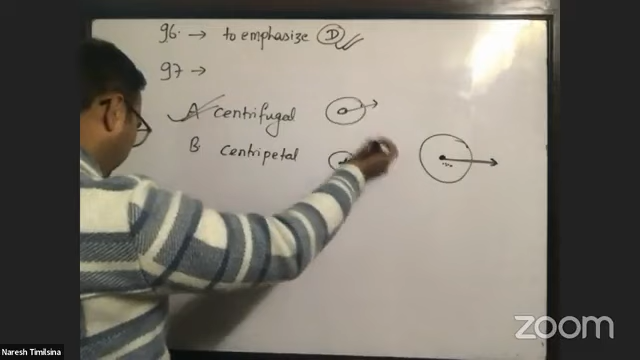 96. → to emphasize D
97 →
A centrifugal
B centripetal
zoom
Naresh Timilsina